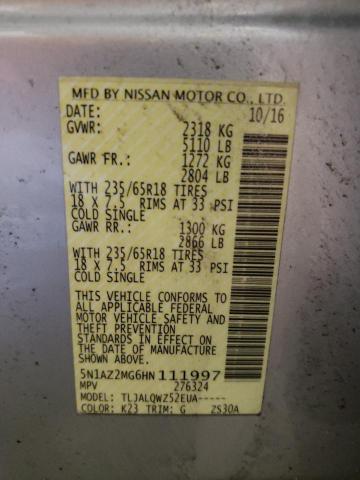 MFD BY NISSAN MOTOR CO., LTD.
DATE: 10/16
GVWR: 2318 KG
5110 LB
GAWR FR.: 1272 KG
2804 LB
WITH 235/65R18 TIRES
18 X 7.5 RIMS AT 33 PSI
COLD SINGLE
GAWR RR.: 1300 KG
2866 LB
WITH 235/65R18 TIRES
18 X 7.5 RIMS AT 33 PSI
COLD SINGLE
THIS VEHICLE CONFORMS TO
ALL APPLICABLE FEDERAL
MOTOR VEHICLE SAFETY AND
THEFT PREVENTION
STANDARDS IN EFFECT ON THE
DATE OF MANUFACTURE
SHOWN ABOVE.
5N1AZ2MG6HN111997
MPV 276324
MODEL: TLJALQWZ52EUA-----
COLOR: K23 TRIM: G ZS30A